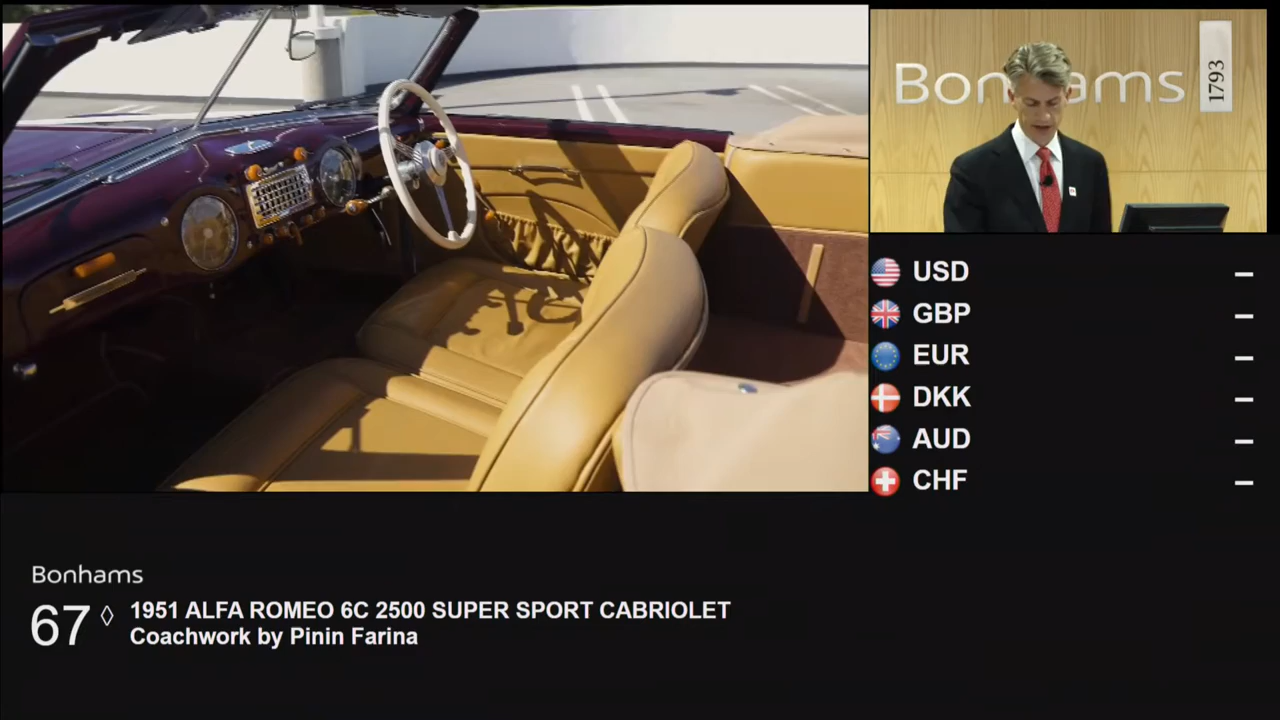 Bonhams
1793
USD –
GBP –
EUR –
DKK –
AUD –
CHF –
Bonhams
67 ◊ 1951 ALFA ROMEO 6C 2500 SUPER SPORT CABRIOLET
Coachwork by Pinin Farina